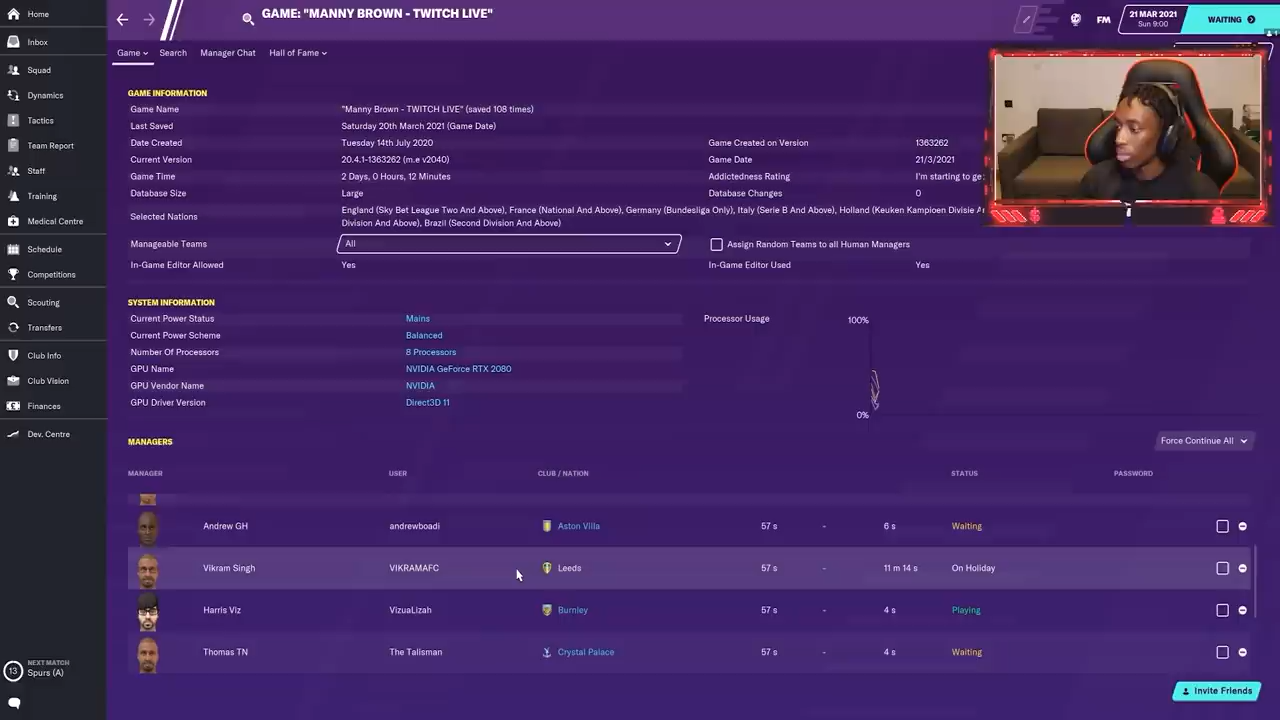 Home
Inbox
Squad
Dynamics
Tactics
Team Report
Staff
Training
Medical Centre
Schedule
Competitions
Scouting
Transfers
Club Info
Club Vision
Finances
Dev. Centre
13
NEXT MATCH
Spurs (A)
GAME: "MANNY BROWN - TWITCH LIVE"
FM
21 MAR 2021
Sun 9:00
WAITING
1
Game
Search
Manager Chat
Hall of Fame
GAME INFORMATION
Game Name "Manny Brown - TWITCH LIVE" (saved 108 times)
Last Saved Saturday 20th March 2021 (Game Date)
Date Created Tuesday 14th July 2020 Game Created on Version 1363262
Current Version 20.4.1-1363262 (m.e v2040) Game Date 21/3/2021
Game Time 2 Days, 0 Hours, 12 Minutes Addictedness Rating I'm starting to ge
Database Size Large Database Changes 0
Selected Nations England (Sky Bet League Two And Above), France (National And Above), Germany (Bundesliga Only), Italy (Serie B And Above), Holland (Keuken Kampioen Divisie A
Division And Above), Brazil (Second Division And Above)
Manageable Teams All Assign Random Teams to all Human Managers
In-Game Editor Allowed Yes In-Game Editor Used Yes
SYSTEM INFORMATION
Current Power Status Mains Processor Usage 100%
Current Power Scheme Balanced
Number Of Processors 8 Processors
GPU Name NVIDIA GeForce RTX 2080
GPU Vendor Name NVIDIA
GPU Driver Version Direct3D 11
0%
MANAGERS Force Continue All
MANAGER USER CLUB / NATION STATUS PASSWORD
Andrew GH andrewboadi Aston Villa 57 s - 6 s Waiting
Vikram Singh VIKRAMAFC Leeds 57 s - 11 m 14 s On Holiday
Harris Viz VizuaLizah Burnley 57 s - 4 s Playing
Thomas TN The Talisman Crystal Palace 57 s - 4 s Waiting
Invite Friends